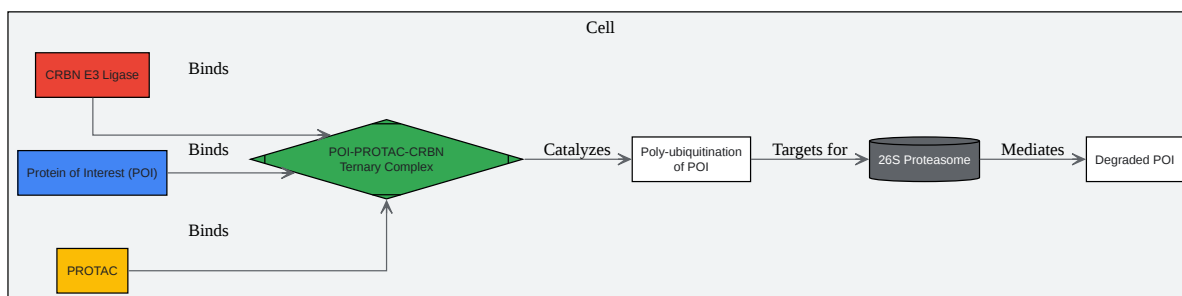 Cell
CRBN E3 Ligase
Binds
Protein of Interest (POI)
Binds
PROTAC
Binds
POI-PROTAC-CRBN
Ternary Complex
Catalyzes
Poly-ubiquitination
of POI
Targets for
26S Proteasome
Mediates
Degraded POI